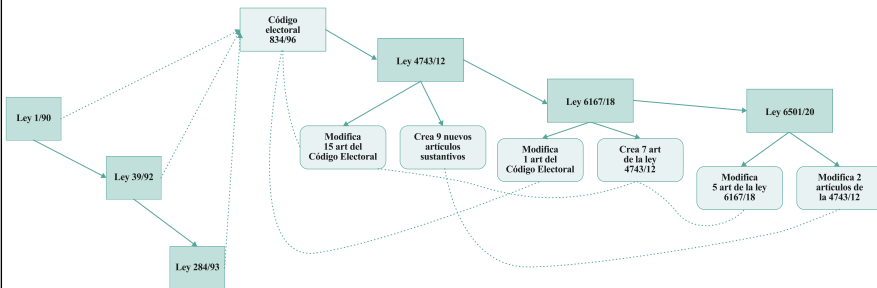 Código
electoral
834/96
Ley 4743/12
Ley 6167/18
Ley 6501/20
Ley 1/90
Modifica
15 art del
Código Electoral
Crea 9 nuevos
artículos
sustantivos
Modifica
1 art del
Código Electoral
Crea 7 art
de la ley
4743/12
Ley 39/92
Modifica
5 art de la ley
6167/18
Modifica 2
artículos de
la 4743/12
Ley 284/93